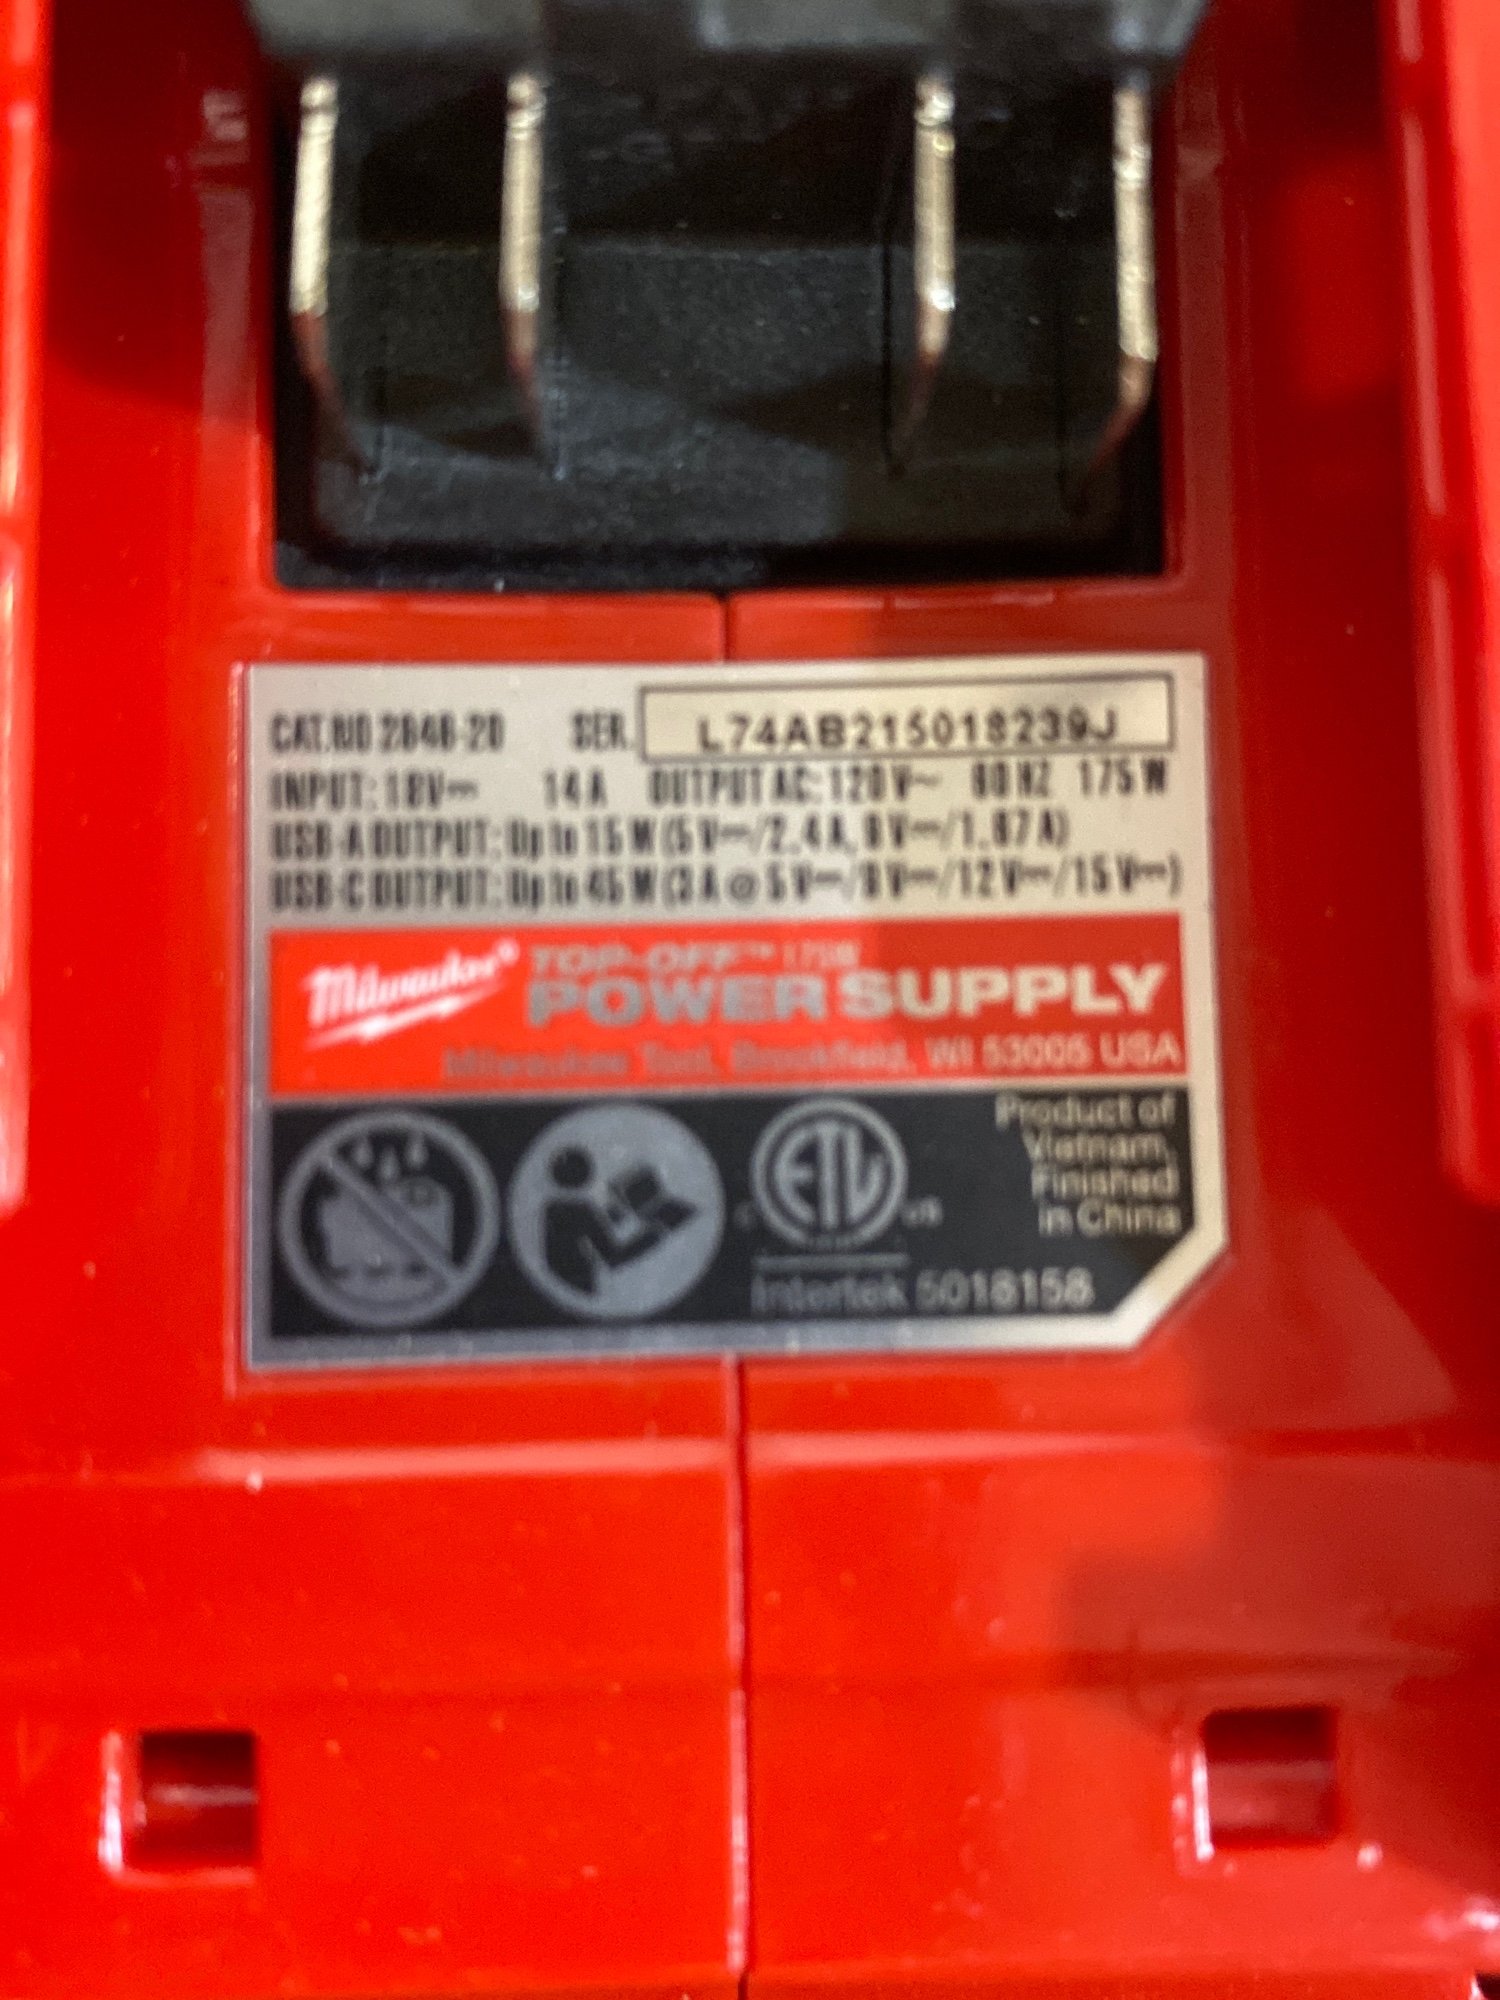 CAT.NO 2846-20 SER. L74AB215018239J
INPUT: 18V⎓ 14A OUTPUT AC: 120V~ 60HZ 175W
USB-A OUTPUT: Up to 15W (5V⎓/2.4A, 9V⎓/1.67A)
USB-C OUTPUT: Up to 45W (3A @ 5V⎓/9V⎓/12V⎓/15V⎓)
Milwaukee® TOP-OFF™ 175W
POWER SUPPLY
Milwaukee Tool, Brookfield, WI 53005 USA
Product of
Vietnam,
Finished
in China
c ETL us
Intertek 5018158